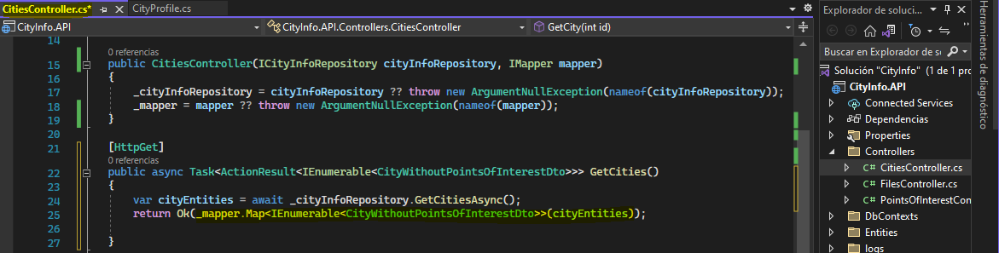 CitiesController.cs*
CityProfile.cs
Explorador de soluci...
CityInfo.API
CityInfo.API.Controllers.CitiesController
GetCity(int id)
14
0 referencias
15 public CitiesController(ICityInfoRepository cityInfoRepository, IMapper mapper)
16 {
17 _cityInfoRepository = cityInfoRepository ?? throw new ArgumentNullException(nameof(cityInfoRepository));
18 _mapper = mapper ?? throw new ArgumentNullException(nameof(mapper));
19 }
20
21 [HttpGet]
0 referencias
22 public async Task<ActionResult<IEnumerable<CityWithoutPointsOfInterestDto>>> GetCities()
23 {
24 var cityEntities = await _cityInfoRepository.GetCitiesAsync();
25 return Ok(_mapper.Map<IEnumerable<CityWithoutPointsOfInterestDto>>(cityEntities));
26
27 }
Buscar en Explorador de s
Solución "CityInfo" (1 de 1 pr
CityInfo.API
Connected Services
Dependencias
Properties
Controllers
C# CitiesController.cs
C# FilesController.cs
C# PointsOfInterestCon
DbContexts
Entities
logs
Herramientas de diagnóstico